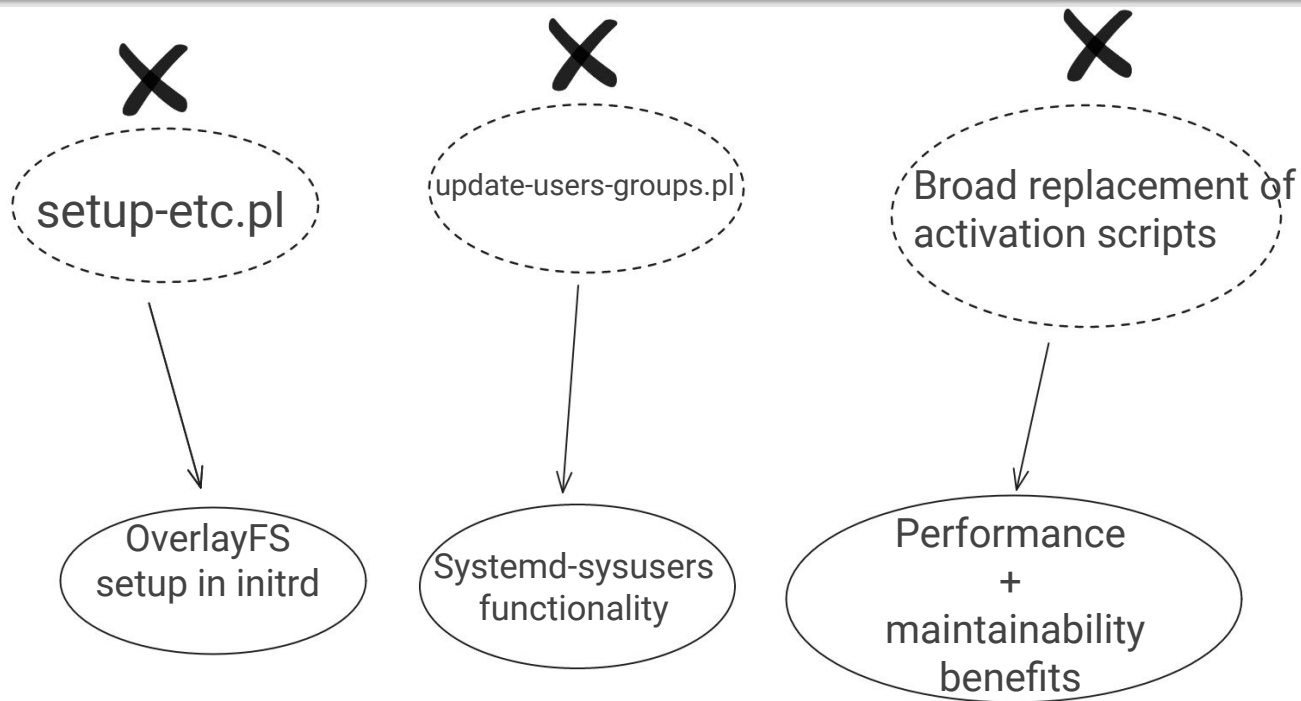 setup-etc.pl
update-users-groups.pl
Broad replacement of
activation scripts
OverlayFS
setup in initrd
Systemd-sysusers
functionality
Performance
+
maintainability
benefits